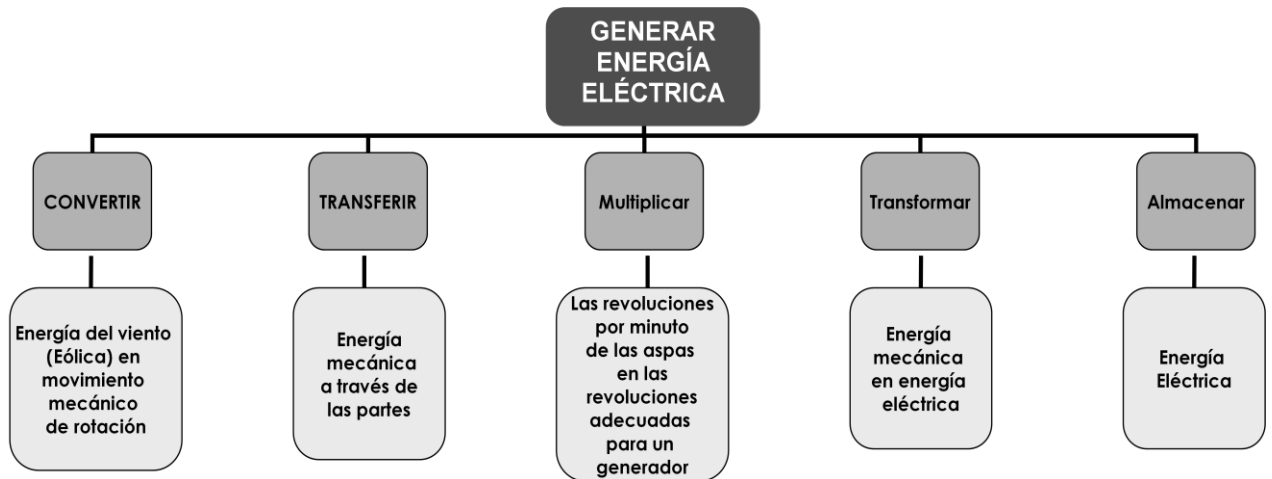 GENERAR
ENERGÍA
ELÉCTRICA
CONVERTIR
TRANSFERIR
Multiplicar
Transformar
Almacenar
Energía del viento
(Eólica) en
movimiento
mecánico
de rotación
Energía
mecánica
a través de
las partes
Las revoluciones
por minuto
de las aspas
en las
revoluciones
adecuadas
para un
generador
Energía
mecánica
en energía
eléctrica
Energía
Eléctrica